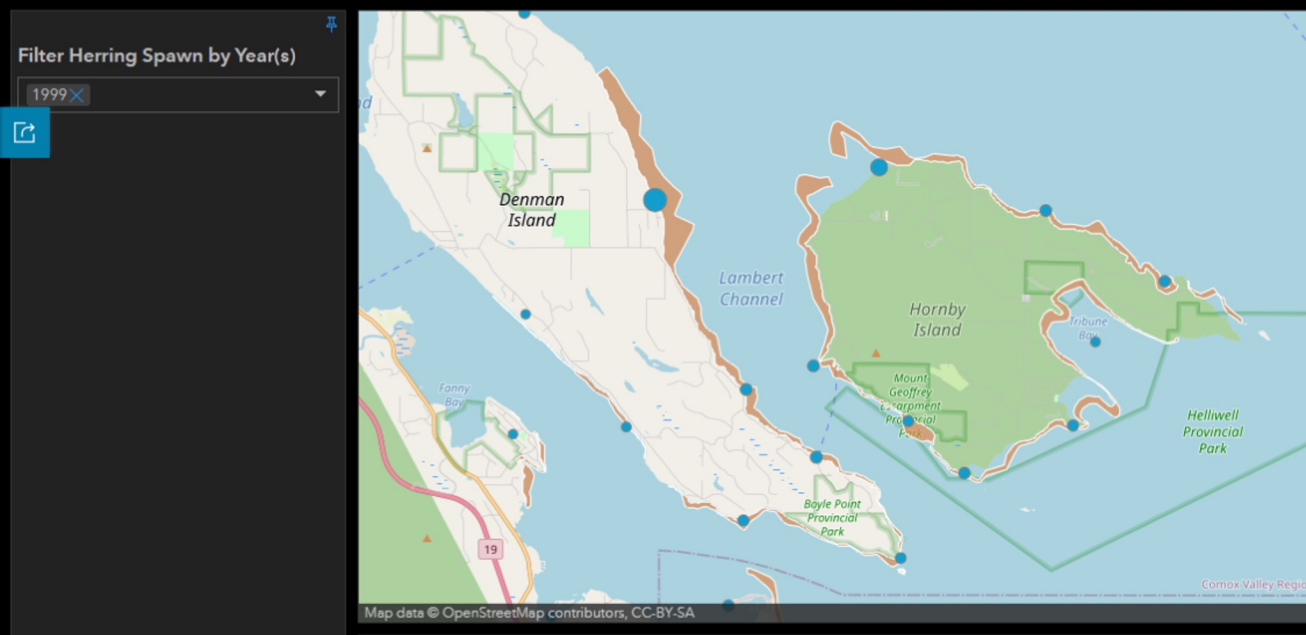 Filter Herring Spawn by Year(s)
1999
Denman
Island
Lambert
Channel
Hornby
Island
Tribune
Bay
Fanny
Bay
Mount
Geoffrey
Escarpment
Provincial
Park
Helliwell
Provincial
Park
Boyle Point
Provincial
Park
19
Comox Valley Regio
Map data © OpenStreetMap contributors, CC-BY-SA